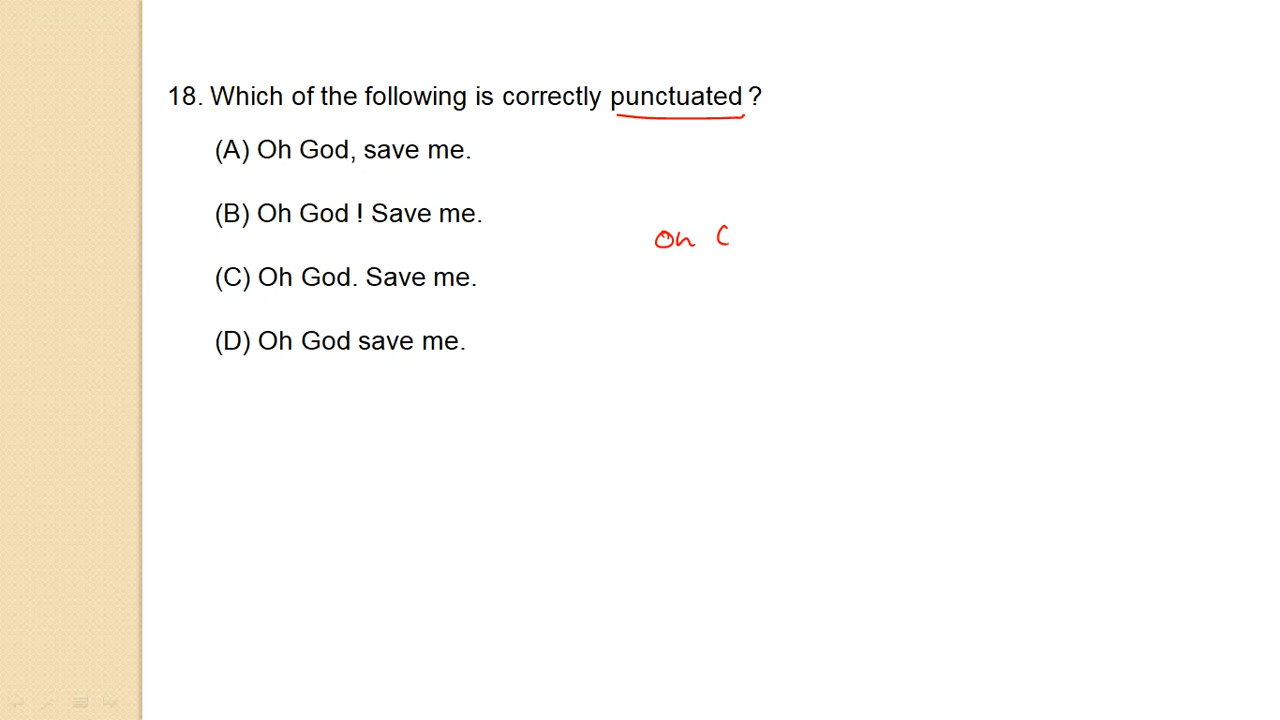 18. Which of the following is correctly punctuated ?
(A) Oh God, save me.
(B) Oh God ! Save me.
Oh G
(C) Oh God. Save me.
(D) Oh God save me.